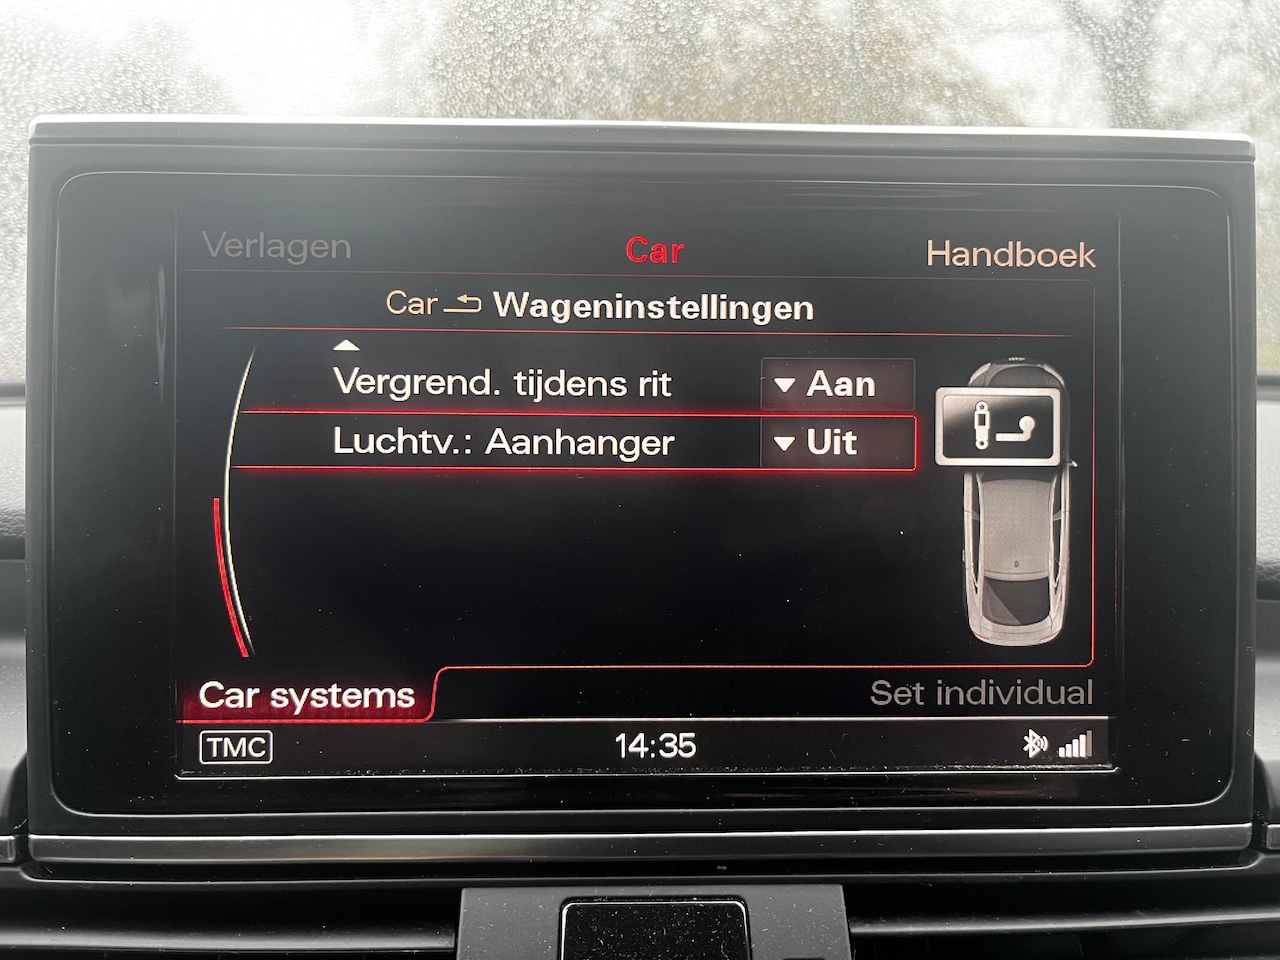 Verlagen Car Handboek
Car Wageninstellingen
Vergrend. tijdens rit Aan
Luchtv.: Aanhanger Uit
Car systems Set individual
TMC 14:35